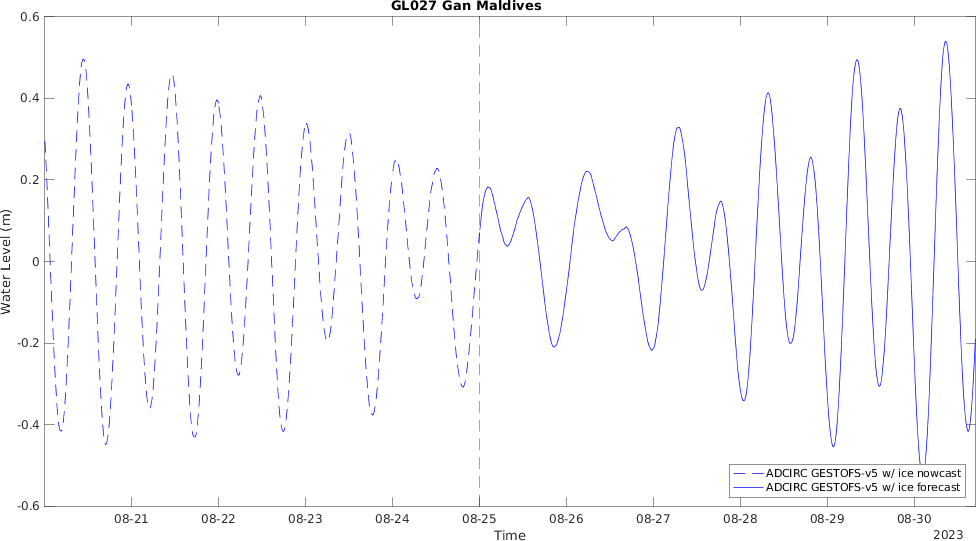 GL027 Gan Maldives
Water Level (m)
0.6
0.4
0.2
0
-0.2
-0.4
-0.6
ADCIRC GESTOFS-v5 w/ ice nowcast
ADCIRC GESTOFS-v5 w/ ice forecast
08-21 08-22 08-23 08-24 08-25 08-26 08-27 08-28 08-29 08-30
Time
2023